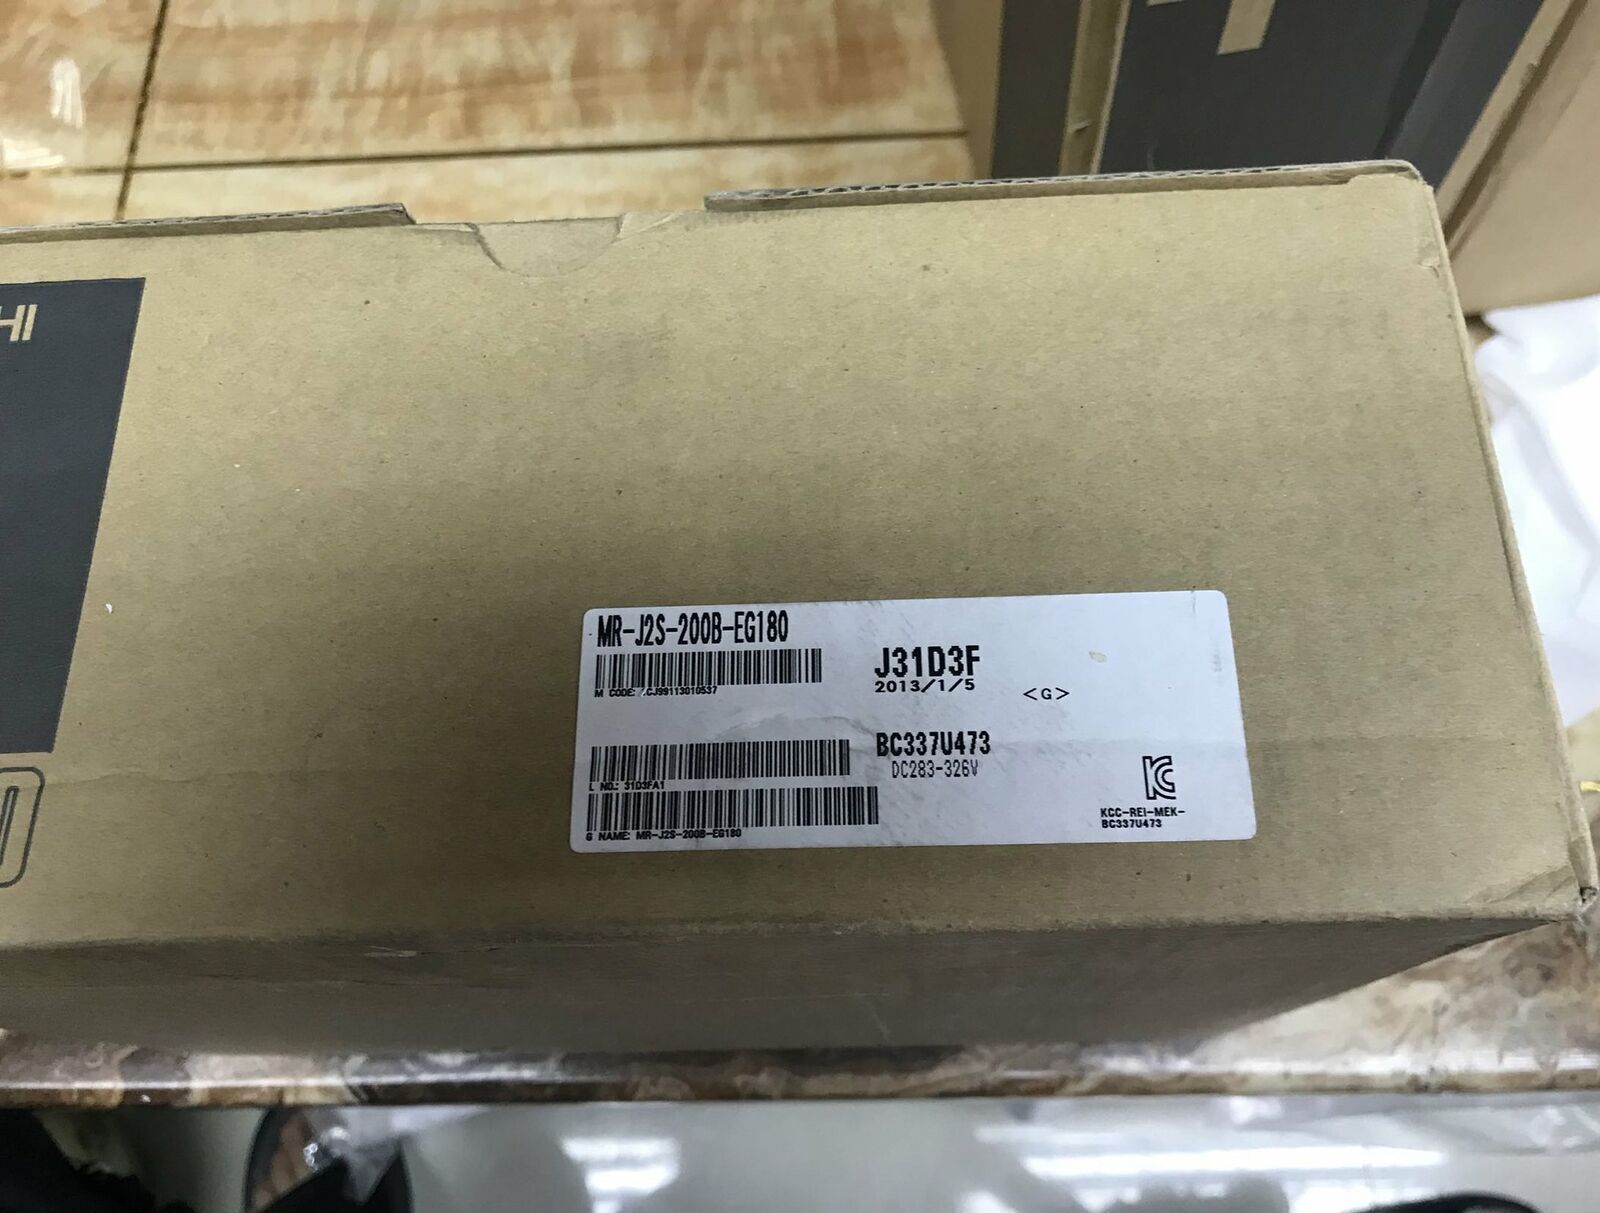 HI
MR-J2S-200B-EG180
M CODE: .CJ99113010537
J31D3F
2013/1/5
<G>
BC337U473
DC283-326V
L NO.: 31D3FA1
G NAME: MR-J2S-200B-EG180
KCC-REI-MEK-
BC337U473